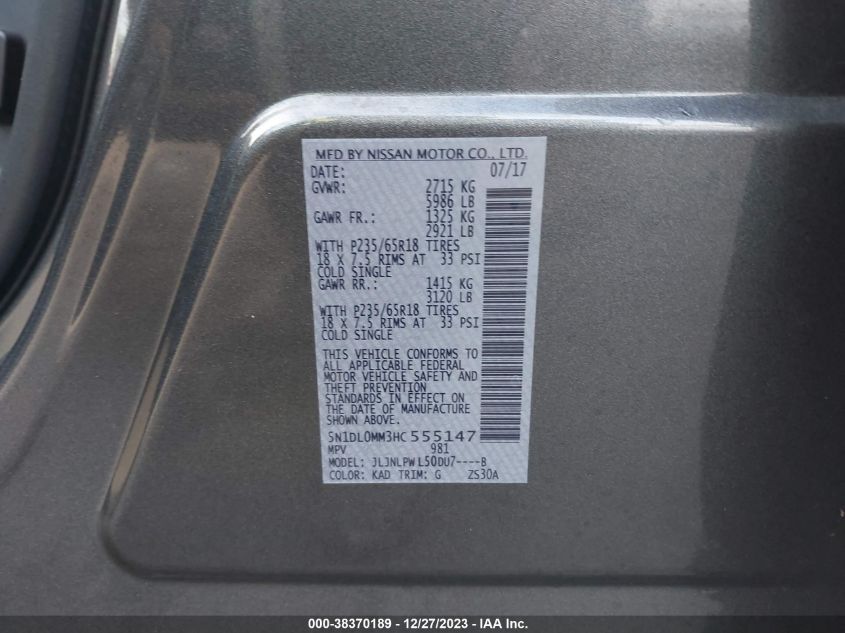 MFD BY NISSAN MOTOR CO., LTD.
DATE: 07/17
GVWR: 2715 KG
5986 LB
GAWR FR.: 1325 KG
2921 LB
WITH P235/65R18 TIRES
18 X 7.5 RIMS AT 33 PSI
COLD SINGLE
GAWR RR.: 1415 KG
3120 LB
WITH P235/65R18 TIRES
18 X 7.5 RIMS AT 33 PSI
COLD SINGLE
THIS VEHICLE CONFORMS TO
ALL APPLICABLE FEDERAL
MOTOR VEHICLE SAFETY AND
THEFT PREVENTION
STANDARDS IN EFFECT ON
THE DATE OF MANUFACTURE
5N1DL0MM3HC555147
MPV 981
MODEL: JLJNLPWL50DU7----B
COLOR: KAD TRIM: G ZS30A
000-38370189 - 12/27/2023 - IAA Inc.